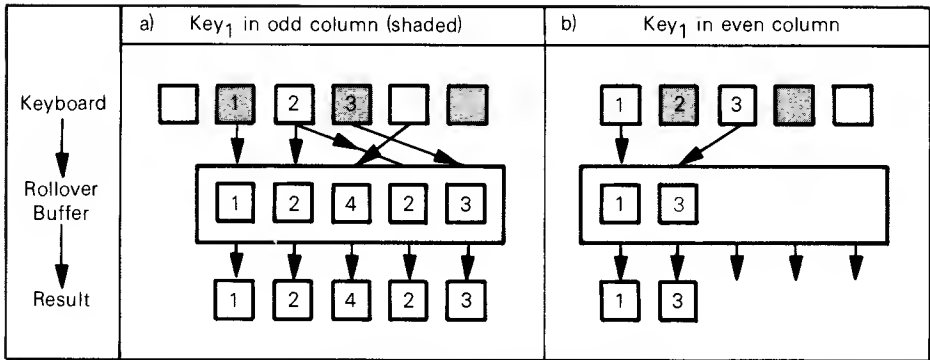 a) Key1 in odd column (shaded)
b) Key1 in even column
Keyboard
1 2 3
1 2 3
Rollover
Buffer
1 2 4 2 3
1 3
Result
1 2 4 2 3
1 3